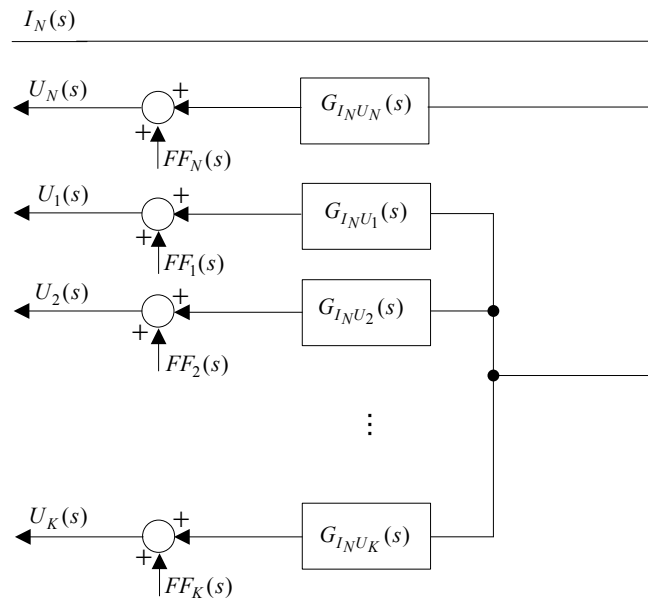 I_N(s)
U_N(s) + G_{I_N U_N}(s)
+
FF_N(s)
U_1(s) + G_{I_N U_1}(s)
+
FF_1(s)
U_2(s) + G_{I_N U_2}(s)
+
FF_2(s)
⋮
U_K(s) + G_{I_N U_K}(s)
+
FF_K(s)